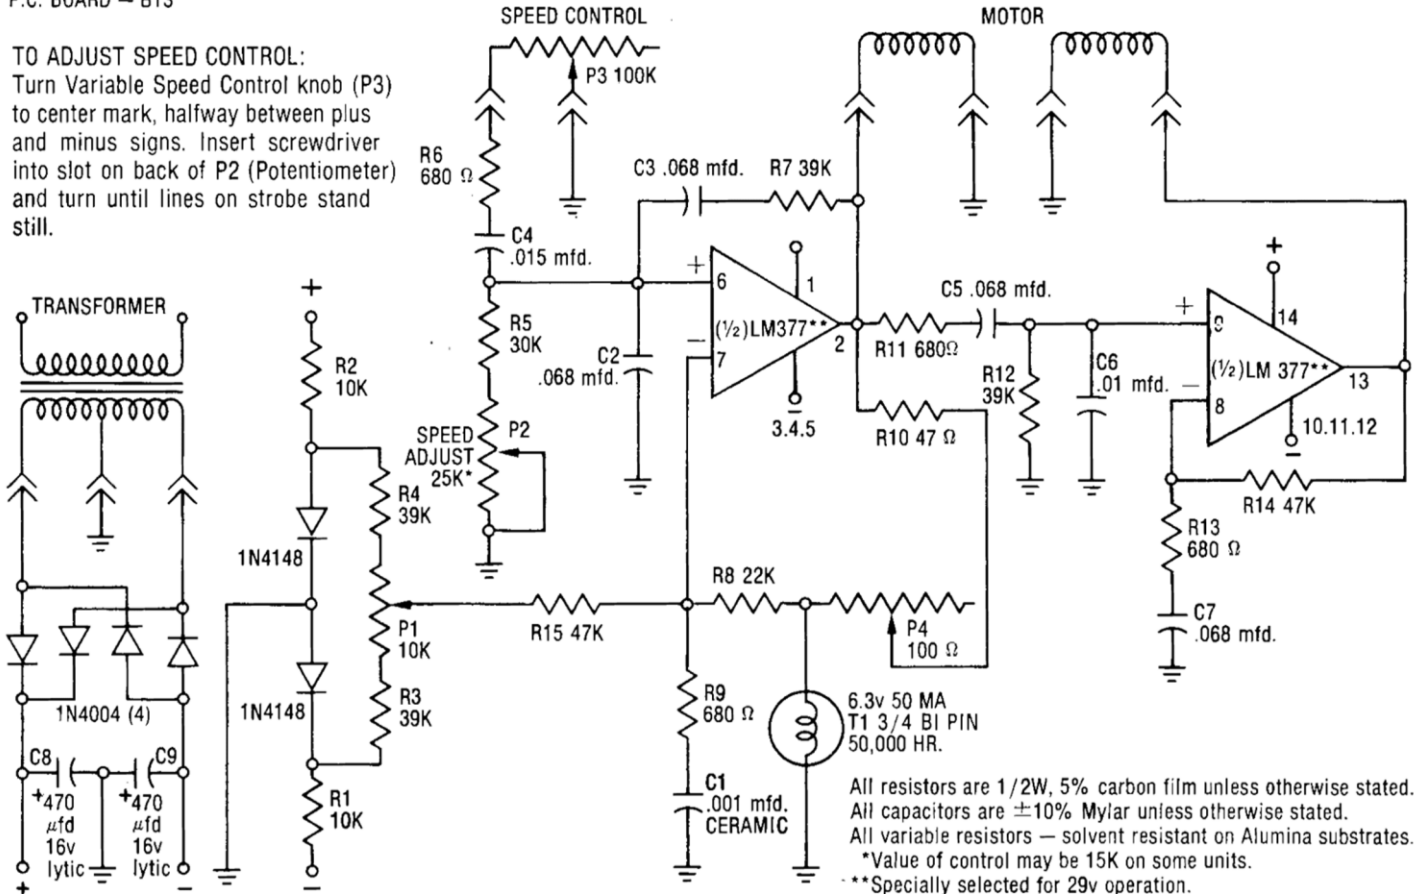 P.C. BOARD — BTS
TO ADJUST SPEED CONTROL:
Turn Variable Speed Control knob (P3)
to center mark, halfway between plus
and minus signs. Insert screwdriver
into slot on back of P2 (Potentiometer)
and turn until lines on strobe stand
still.
SPEED CONTROL
P3 100K
MOTOR
R6
680 Ω
C3 .068 mfd.
R7 39K
C4
.015 mfd.
TRANSFORMER
+
R2
10K
R5
30K
C2
.068 mfd.
+
6
1
(½)LM377**
−
7
2
−
3.4.5
C5 .068 mfd.
R11 680Ω
R12
39K
C6
.01 mfd.
R10 47 Ω
+
14
+
9
(½)LM 377**
13
−
8
10.11.12
−
R14 47K
R13
680 Ω
C7
.068 mfd.
SPEED
ADJUST
25K*
P2
R4
39K
1N4148
P1
10K
R15 47K
R8 22K
P4
100 Ω
1N4148
R3
39K
R9
680 Ω
6.3v 50 MA
T1 3/4 BI PIN
50,000 HR.
1N4004 (4)
C8
C9
+470
µfd
16v
lytic
+470
µfd
16v
lytic
+
−
R1
10K
−
C1
.001 mfd.
CERAMIC
All resistors are 1/2W, 5% carbon film unless otherwise stated.
All capacitors are ±10% Mylar unless otherwise stated.
All variable resistors — solvent resistant on Alumina substrates.
*Value of control may be 15K on some units.
**Specially selected for 29v operation.